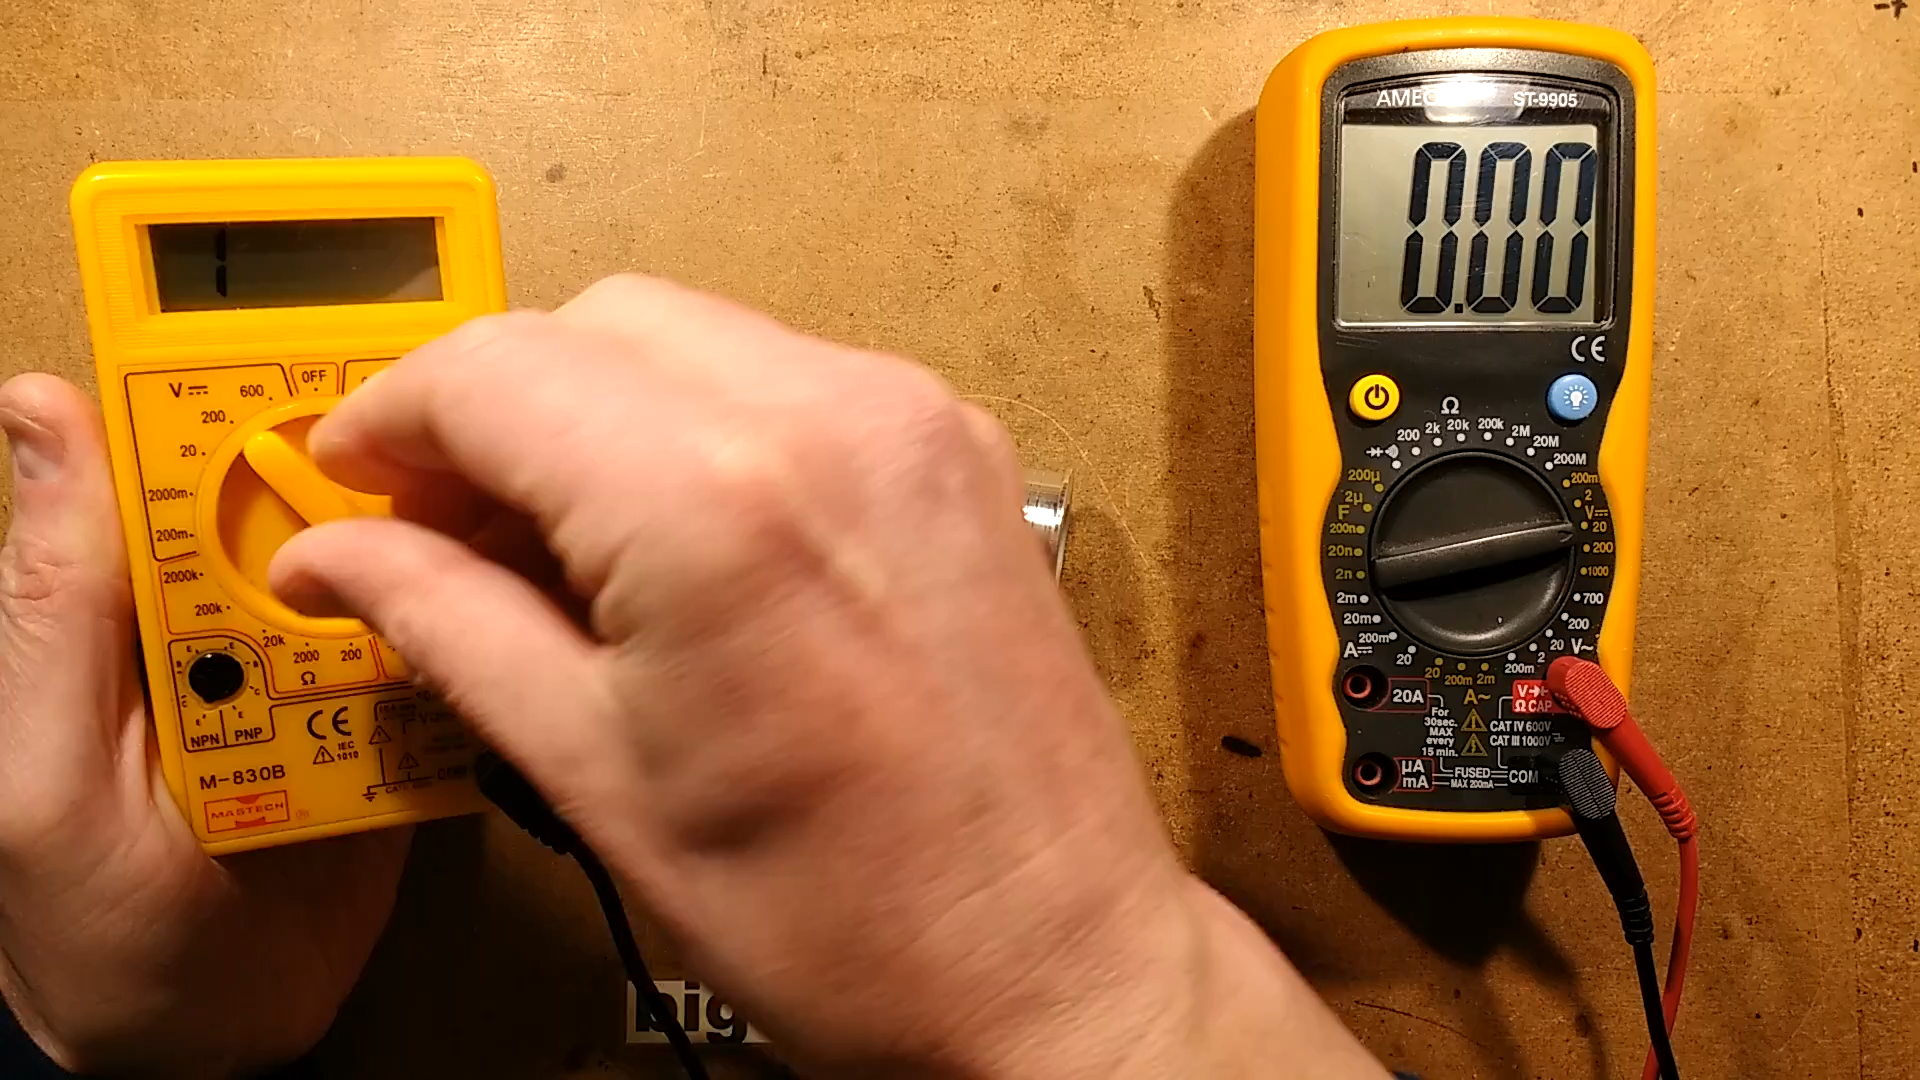 1
V
600
OFF
200
20
2000m
200m
2000k
200k
20k
2000
200
Ω
E
E
B
B
C
C
E
E
NPN
PNP
CE
IEC
1010
M-830B
MASTECH
big
AME
ST-9905
0.00
CE
Ω
200
2k
20k
200k
2M
20M
200M
200μ
2μ
F
200n
20n
2n
2m
20m
200m
A
20
20
200m
2m
A~
200m
2
V
20
200
1000
700
200
20
V~
2
200m
20A
For
30sec.
MAX
every
15 min.
V
Ω CAP
CAT IV 600V
CAT III 1000V
μA
mA
FUSED
MAX 200mA
COM